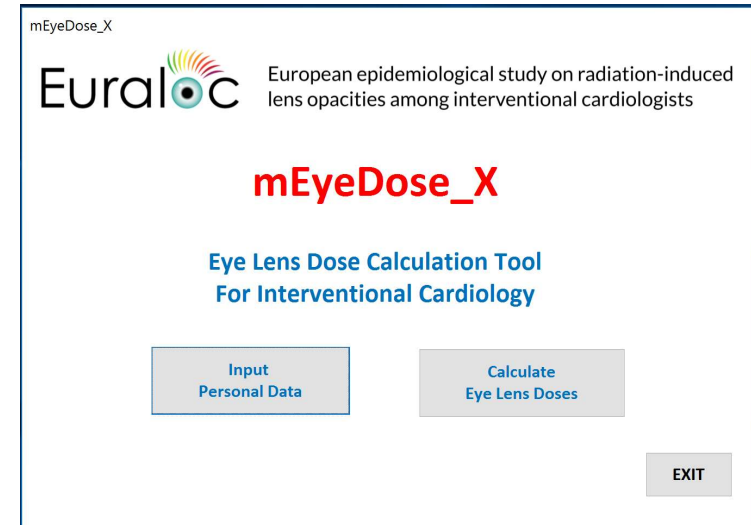 mEyeDose_X
Euraloc
European epidemiological study on radiation-induced
lens opacities among interventional cardiologists
mEyeDose_X
Eye Lens Dose Calculation Tool
For Interventional Cardiology
Input
Personal Data
Calculate
Eye Lens Doses
EXIT